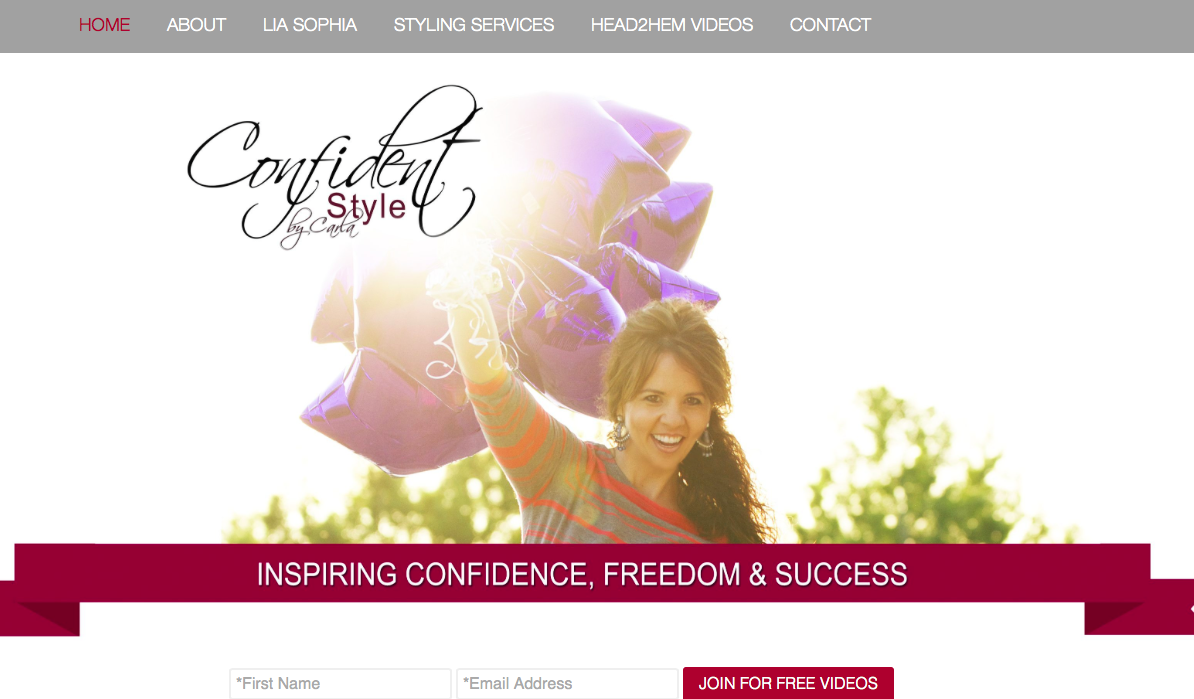 HOME ABOUT LIA SOPHIA STYLING SERVICES HEAD2HEM VIDEOS CONTACT
Confident
Style
by Carla
INSPIRING CONFIDENCE, FREEDOM & SUCCESS
*First Name *Email Address JOIN FOR FREE VIDEOS